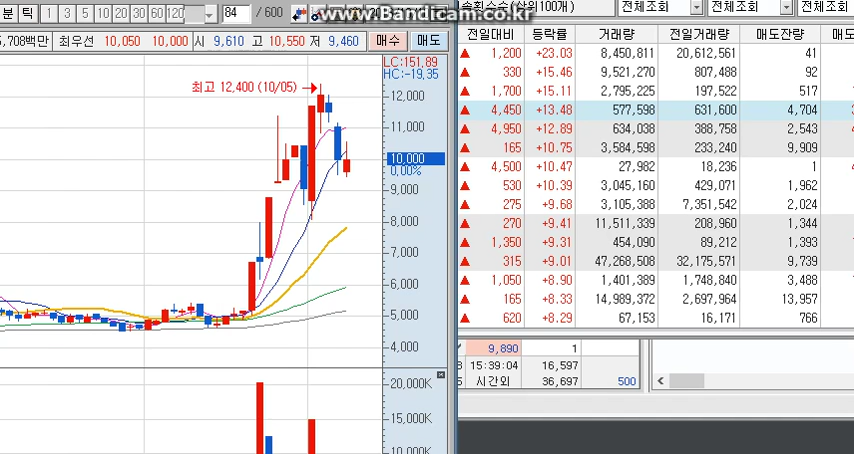 www.Bandicam.co.kr
분 틱 1 3 5 10 20 30 60 120 84 /600
5,708백만 최우선 10,050 10,000 시 9,610 고 10,550 저 9,460 매수 매도
LC:151.89
HC:-19.35
최고 12,400 (10/05)
12,000
11,000
10,000
0.00%
9,000
8,000
7,000
6,000
5,000
4,000
20,000K
15,000K
10,000K
속회수수(상위100개) 전체조회 전체조회 전체조회
전일대비 등락률 거래량 전일거래량 매도잔량 매도
1,200 +23.03 8,450,811 20,612,561 41
330 +15.46 9,521,270 807,488 92
1,700 +15.11 2,795,225 197,522 517
4,450 +13.48 577,598 631,600 4,704
4,950 +12.89 634,038 388,758 2,543
165 +10.75 3,584,598 233,240 9,909
4,500 +10.47 27,982 18,236 1
530 +10.39 3,045,160 429,071 1,962
275 +9.68 3,105,388 7,351,542 2,024
270 +9.41 11,511,339 208,960 1,344
1,350 +9.31 454,090 89,212 1,393
315 +9.01 47,268,508 32,175,571 9,739
1,050 +8.90 1,401,389 1,748,840 3,488
165 +8.33 14,989,372 2,697,964 13,957
620 +8.29 67,153 16,171 766
9,890 1
15:39:04 16,597
시간외 36,697 500